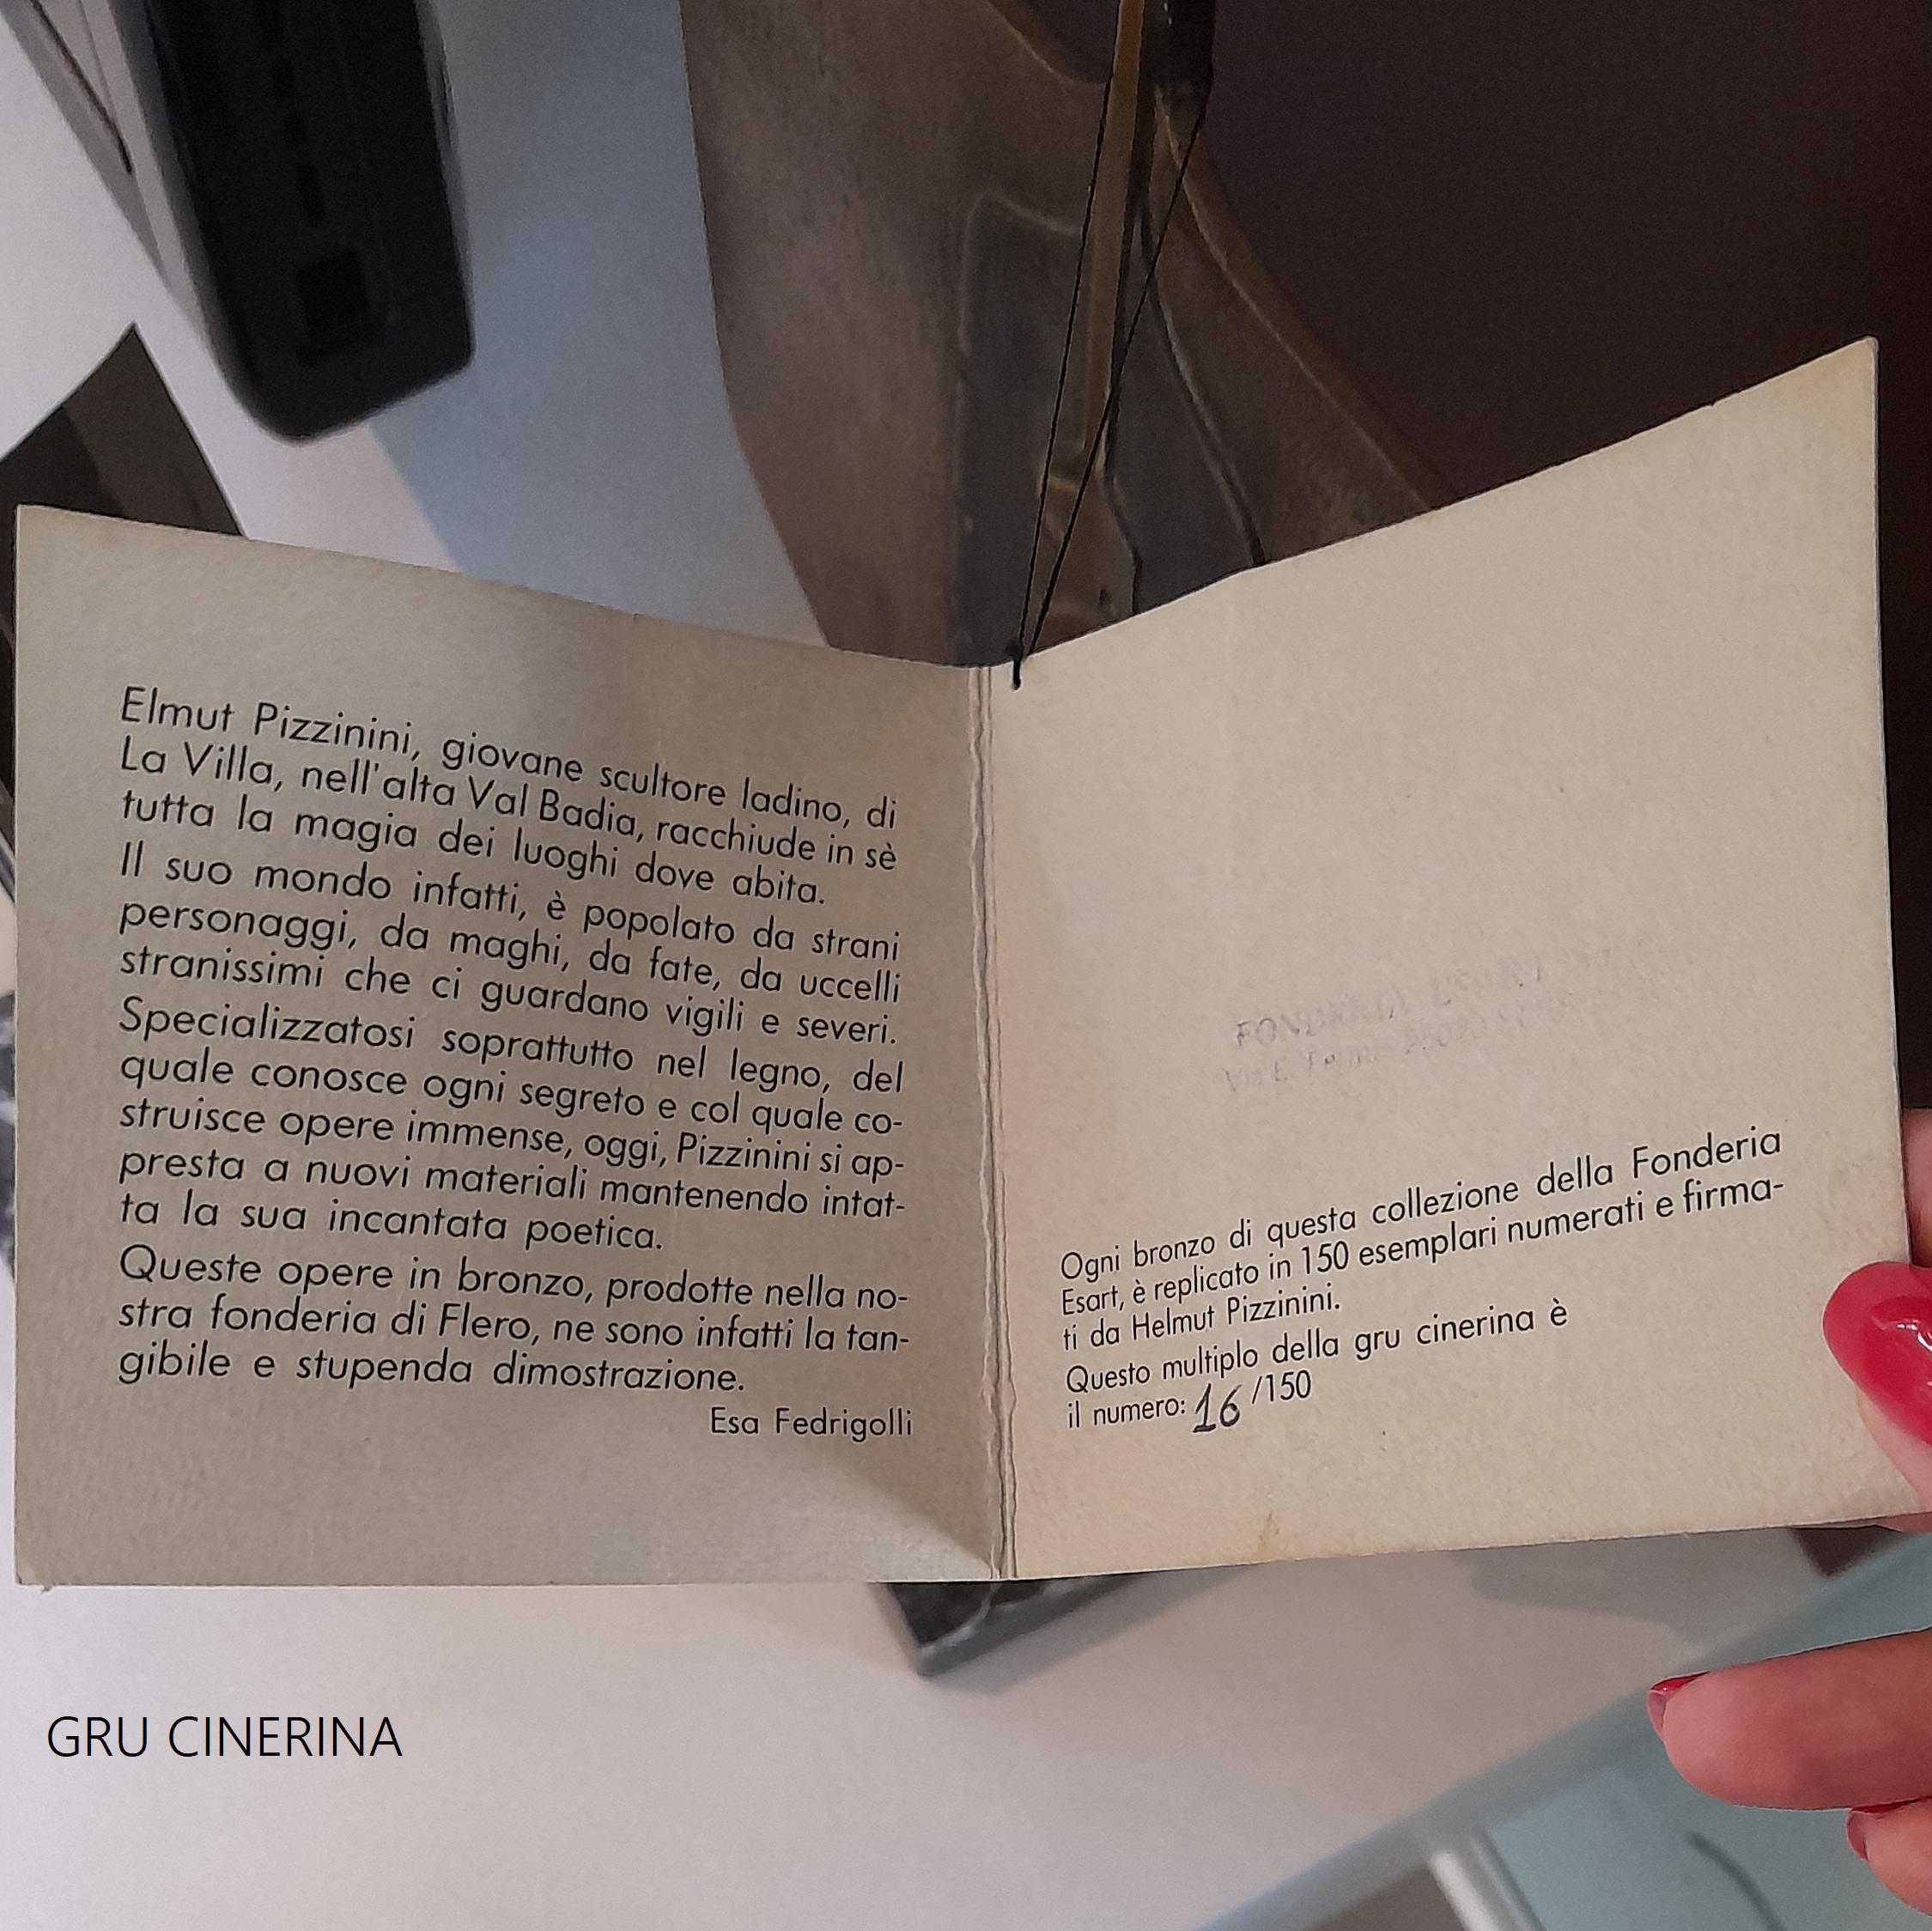 Elmut Pizzinini, giovane scultore ladino, di
La Villa, nell'alta Val Badia, racchiude in sè
tutta la magia dei luoghi dove abita.
Il suo mondo infatti, è popolato da strani
personaggi, da maghi, da fate, da uccelli
stranissimi che ci guardano vigili e severi.
Specializzatosi soprattutto nel legno, del
quale conosce ogni segreto e col quale co-
struisce opere immense, oggi, Pizzinini si ap-
presta a nuovi materiali mantenendo intat-
ta la sua incantata poetica.
Queste opere in bronzo, prodotte nella no-
stra fonderia di Flero, ne sono infatti la tan-
gibile e stupenda dimostrazione.
Esa Fedrigolli
FONDERIA
Ogni bronzo di questa collezione della Fonderia
Esart, è replicato in 150 esemplari numerati e firma-
ti da Helmut Pizzinini.
Questo multiplo della gru cinerina è
il numero: 16/150
GRU CINERINA